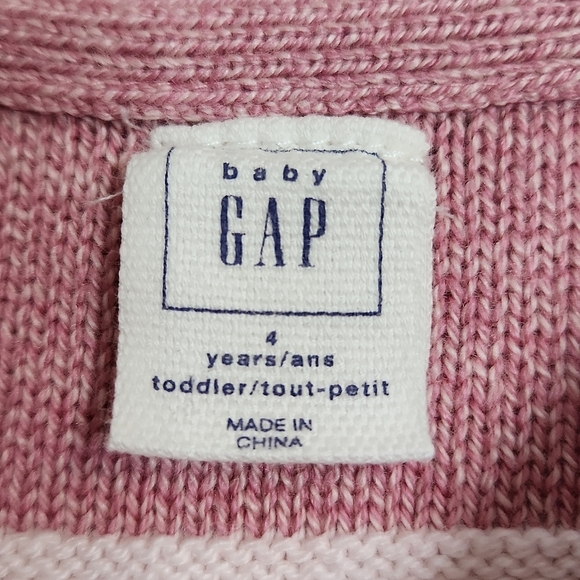 baby
GAP
4
years/ans
toddler/tout-petit
MADE IN
CHINA